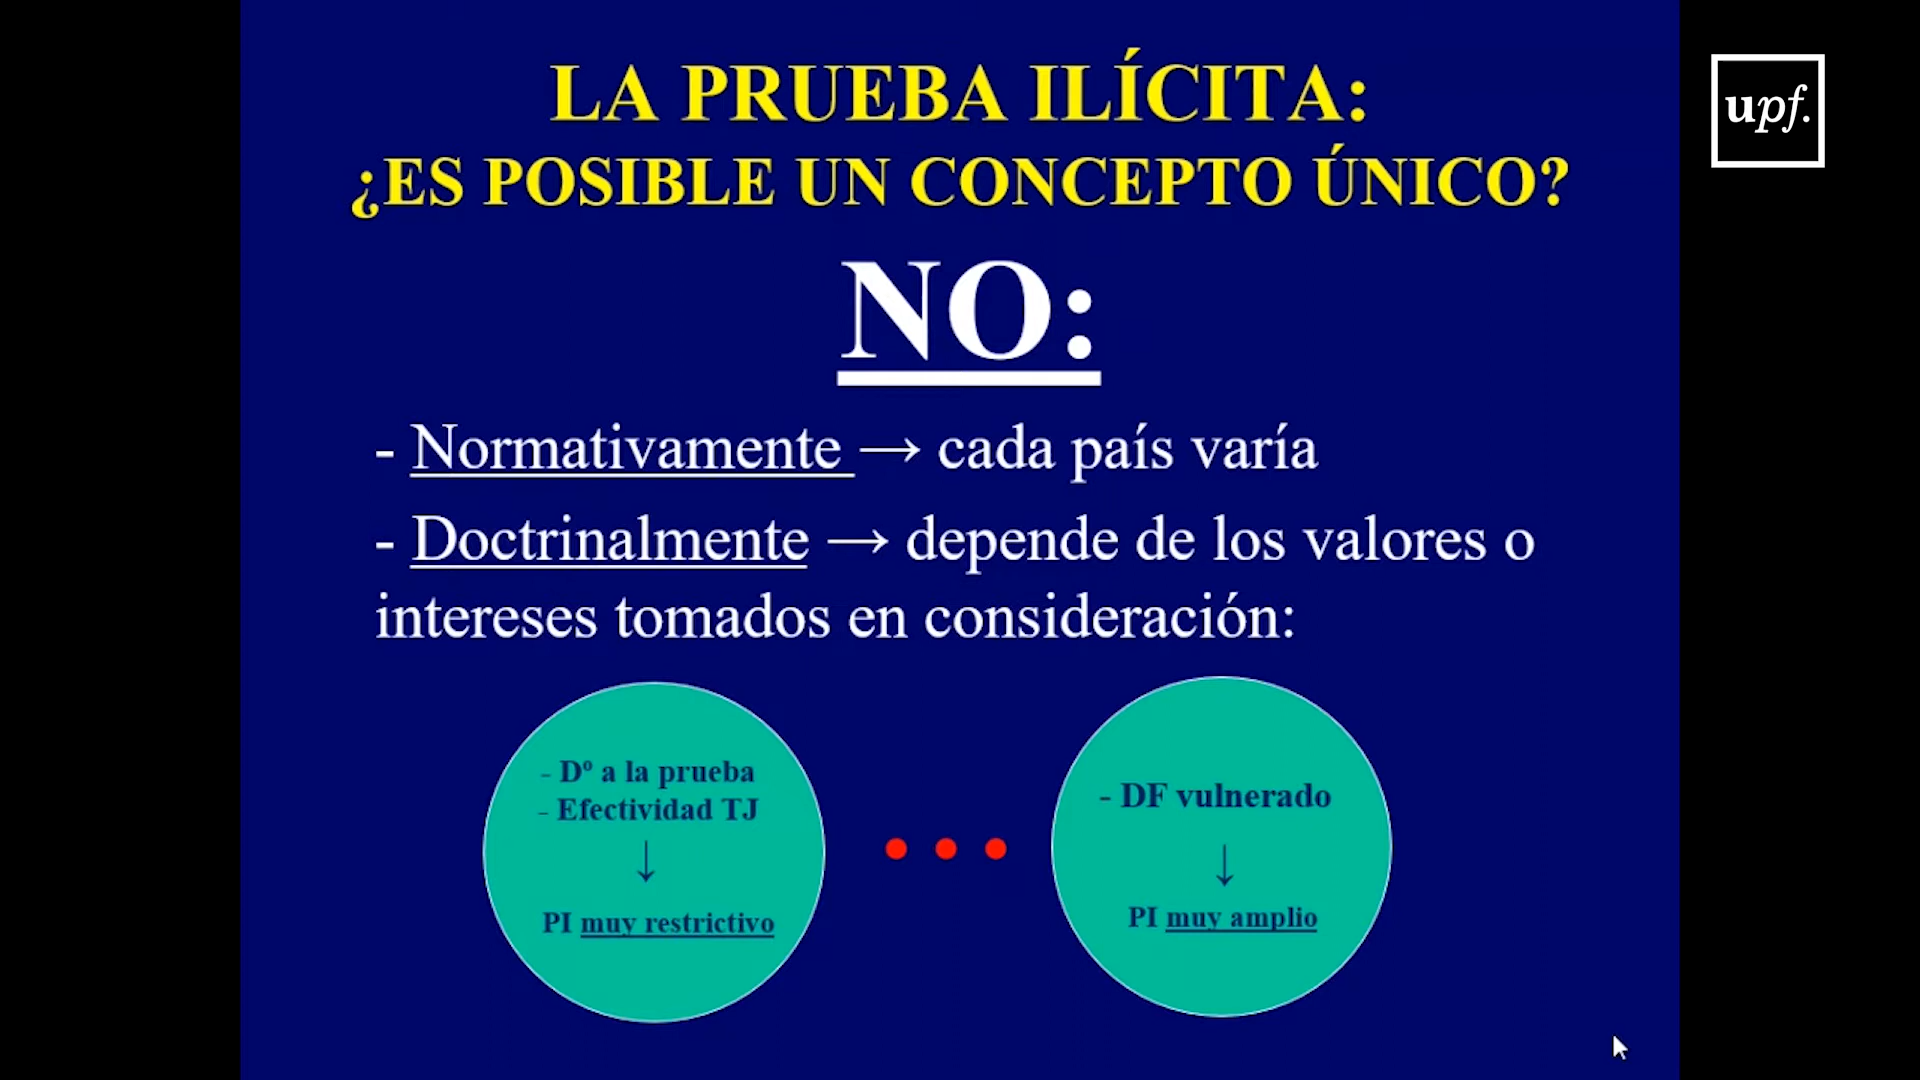 LA PRUEBA ILÍCITA:
¿ES POSIBLE UN CONCEPTO ÚNICO?
upf.
NO:
- Normativamente → cada país varía
- Doctrinalmente → depende de los valores o
intereses tomados en consideración:
- Dº a la prueba
- Efectividad TJ
↓
PI muy restrictivo
- DF vulnerado
↓
PI muy amplio